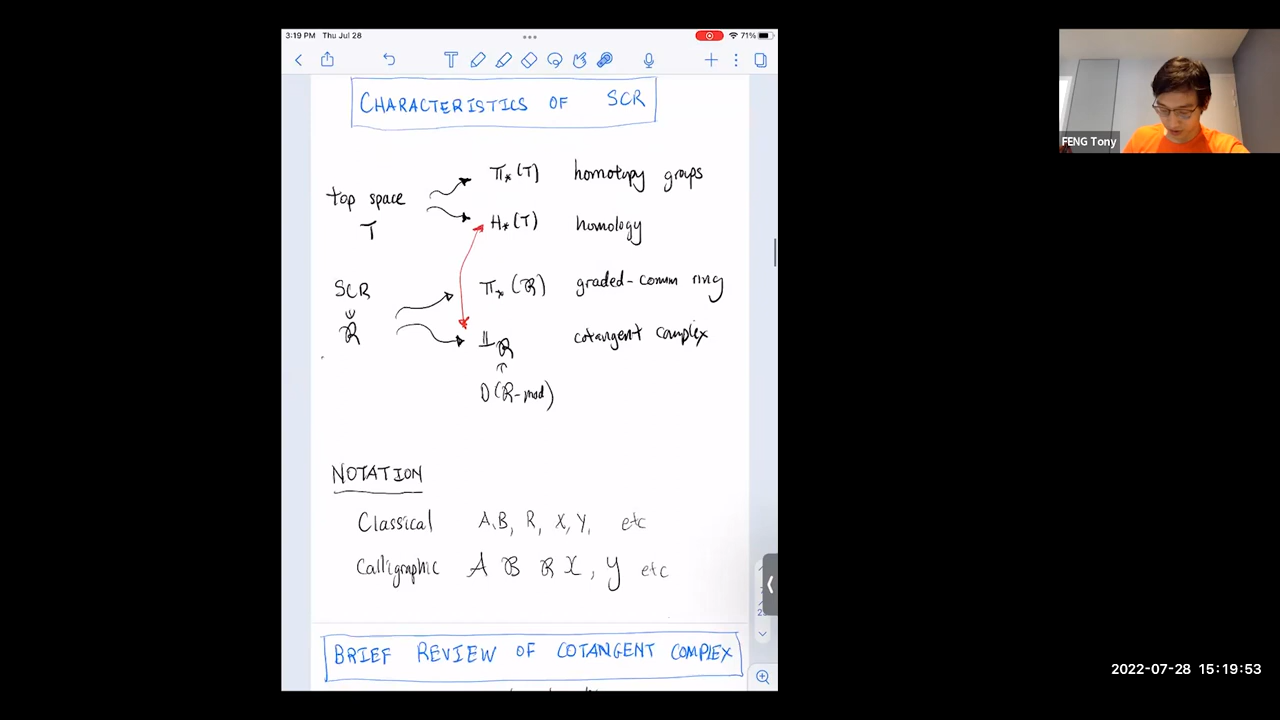 3:19 PM Thu Jul 28
71%
CHARACTERISTICS OF SCR
top space
T
π*(T) homotopy groups
H*(T) homology
SCR
ℛ
π*(ℛ) graded-comm ring
𝕃ℛ cotangent complex
D(ℛ-mod)
NOTATION
Classical A, B, R, X, Y, etc
Calligraphic 𝒜 ℬ ℛ 𝒳, 𝒴 etc
BRIEF REVIEW OF COTANGENT COMPLEX
FENG Tony
2022-07-28 15:19:53